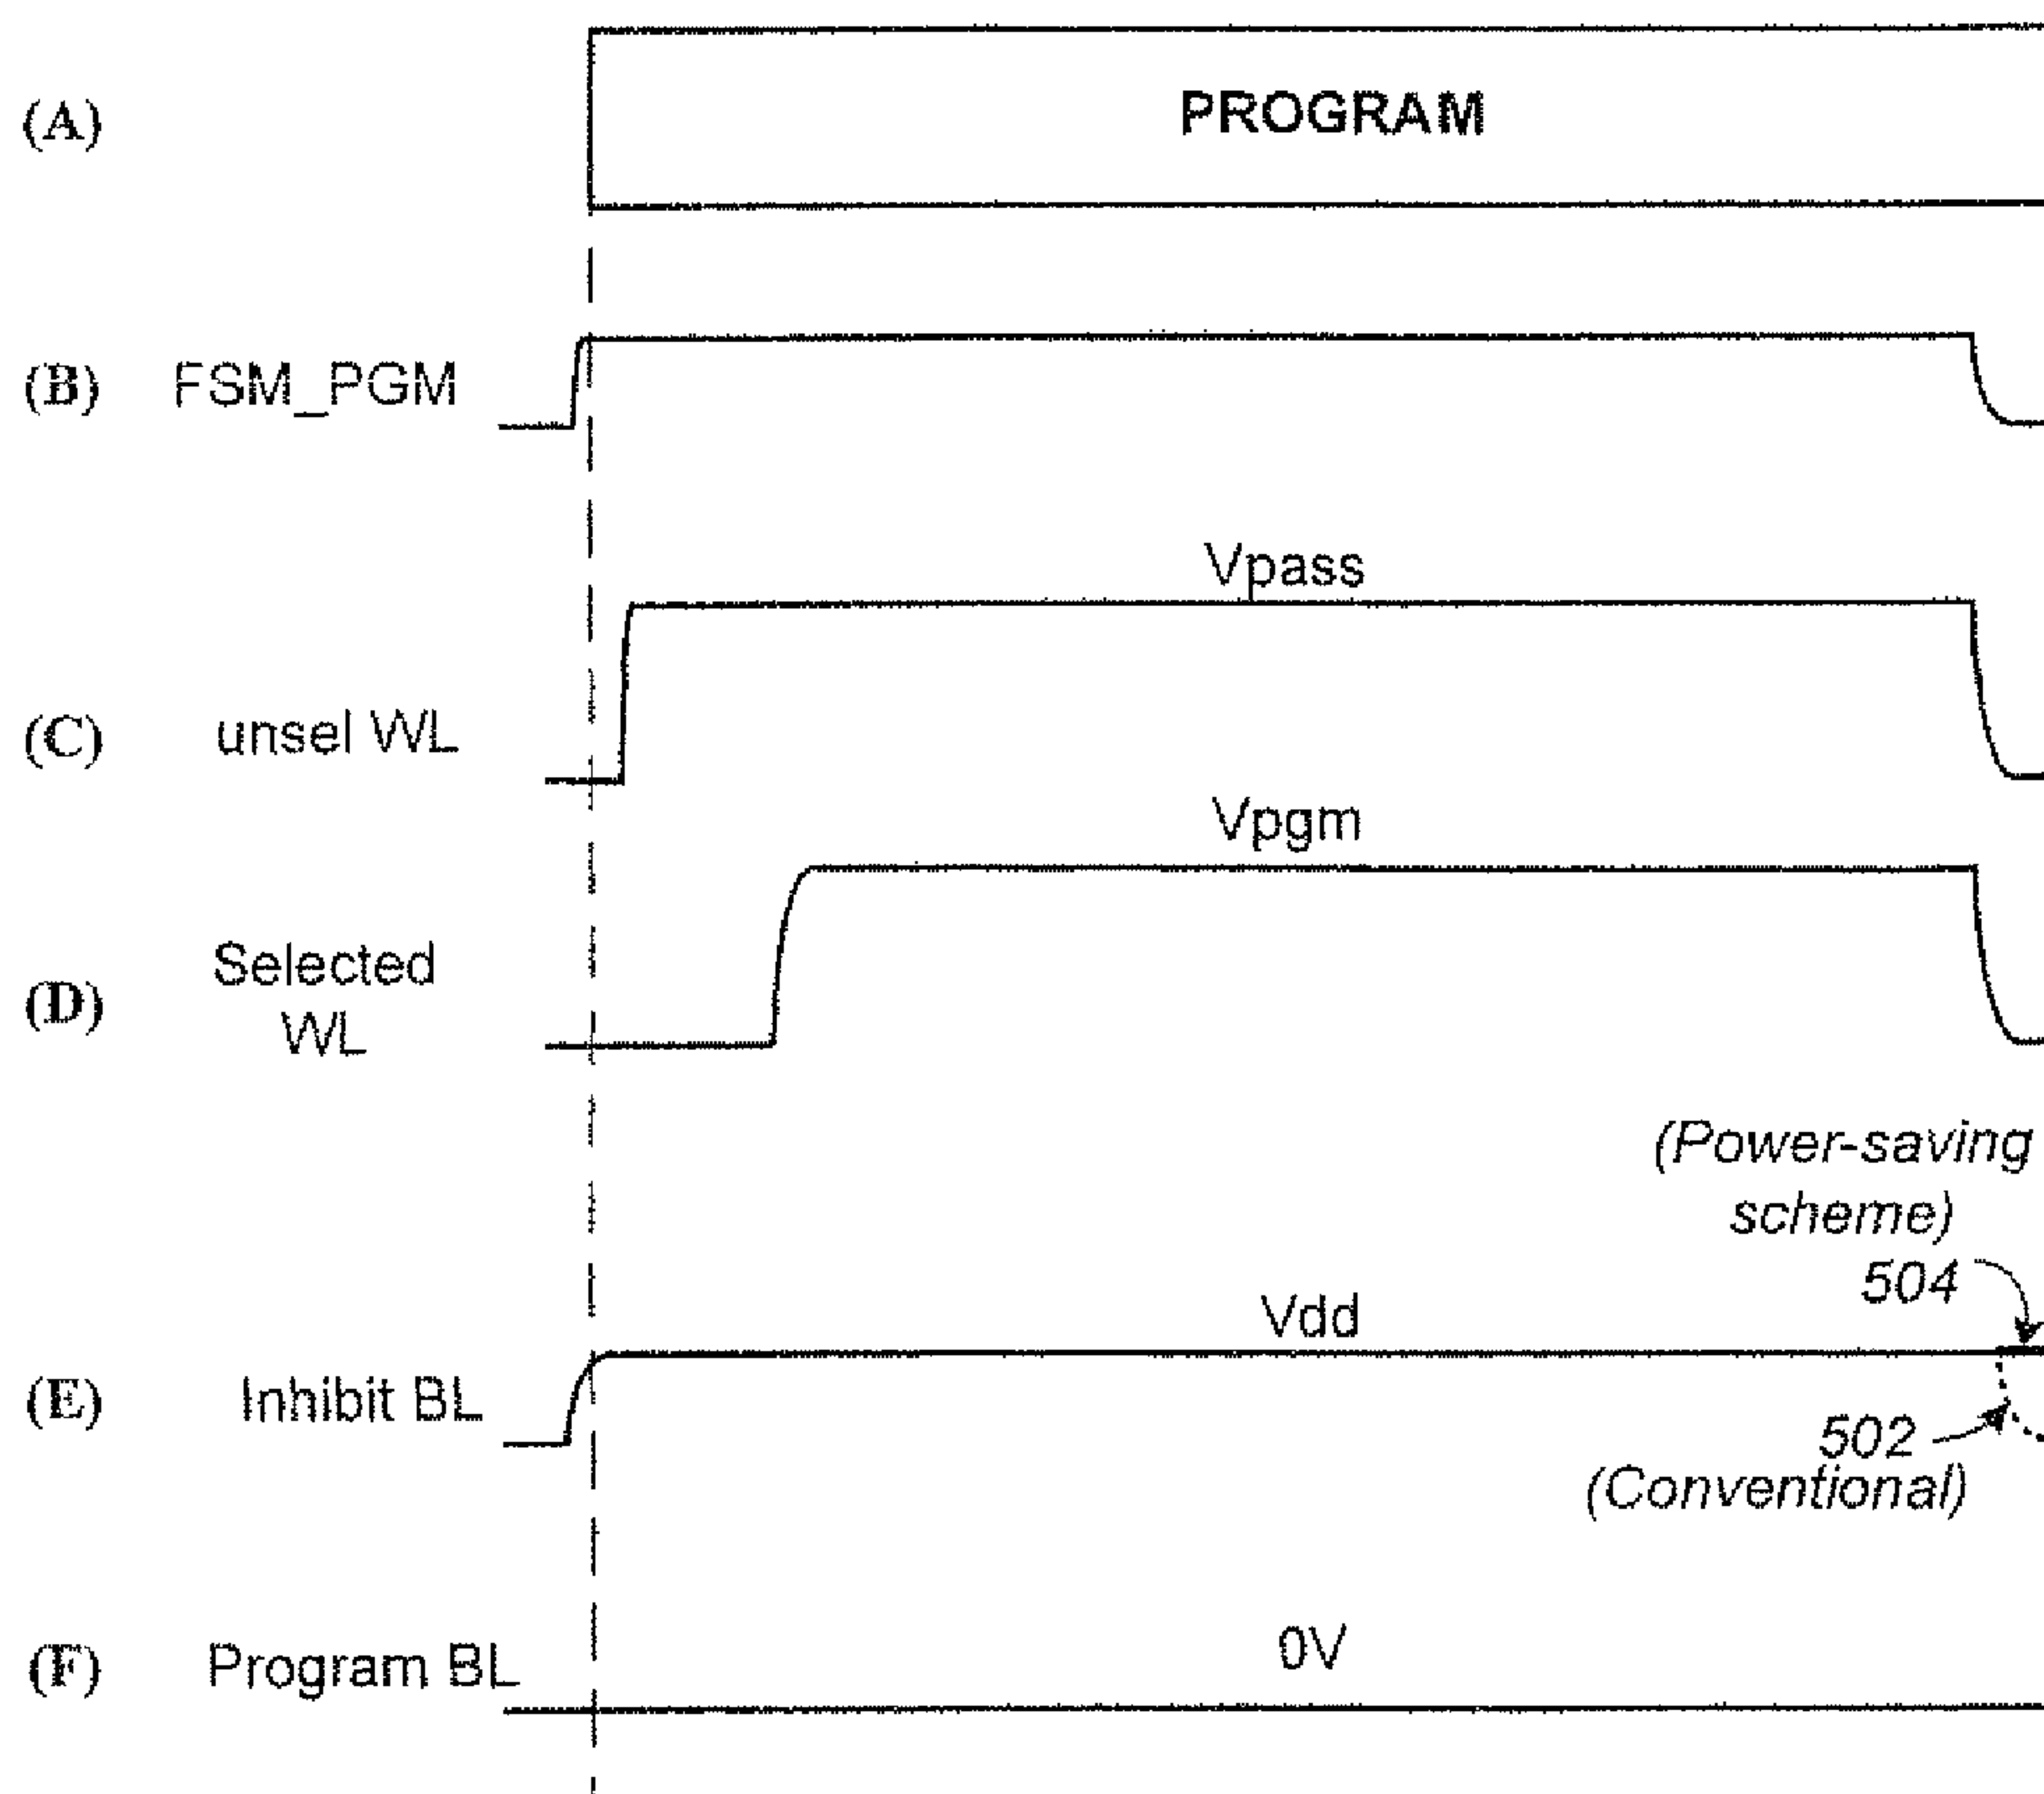 (A)
PROGRAM
(B) FSM_PGM
Vpass
(C) unsel WL
Vpgm
(D) Selected
WL
(Power-saving
scheme)
504
Vdd
(E) Inhibit BL
502
(Conventional)
0V
(F) Program BL